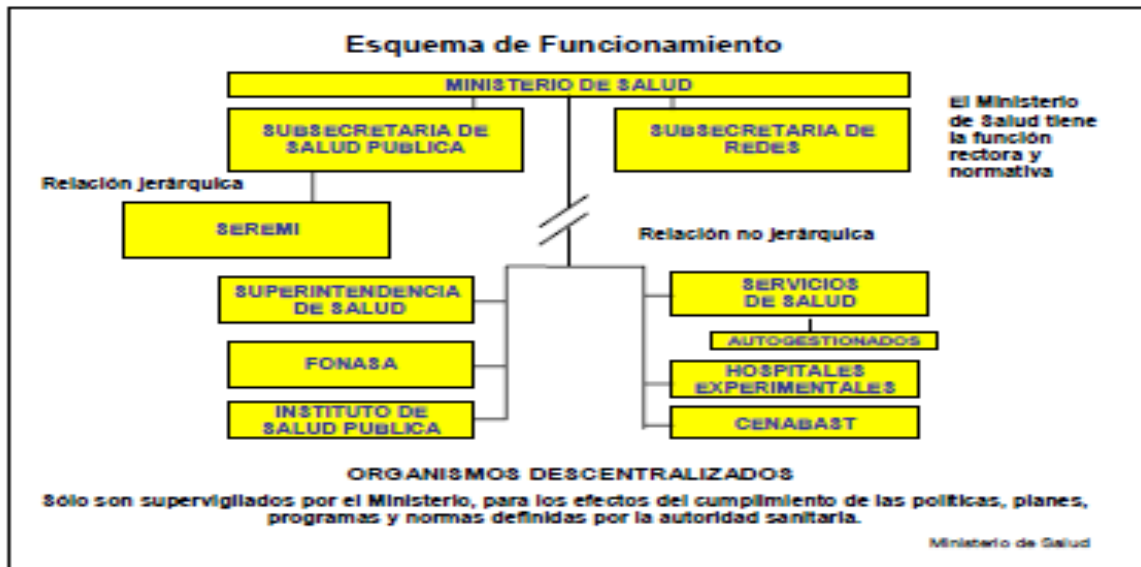 Esquema de Funcionamiento
MINISTERIO DE SALUD
SUBSECRETARIA DE
SALUD PUBLICA
SUBSECRETARIA DE
REDES
El Ministerio
de Salud tiene
la función
rectora y
normativa
Relación jerárquica
SEREMI
Relación no jerárquica
SUPERINTENDENCIA
DE SALUD
SERVICIOS
DE SALUD
AUTOGESTIONADOS
FONASA
HOSPITALES
EXPERIMENTALES
INSTITUTO DE
SALUD PUBLICA
CENABAST
ORGANISMOS DESCENTRALIZADOS
Sólo son supervigilados por el Ministerio, para los efectos del cumplimiento de las políticas, planes,
programas y normas definidas por la autoridad sanitaria.
Ministerio de Salud